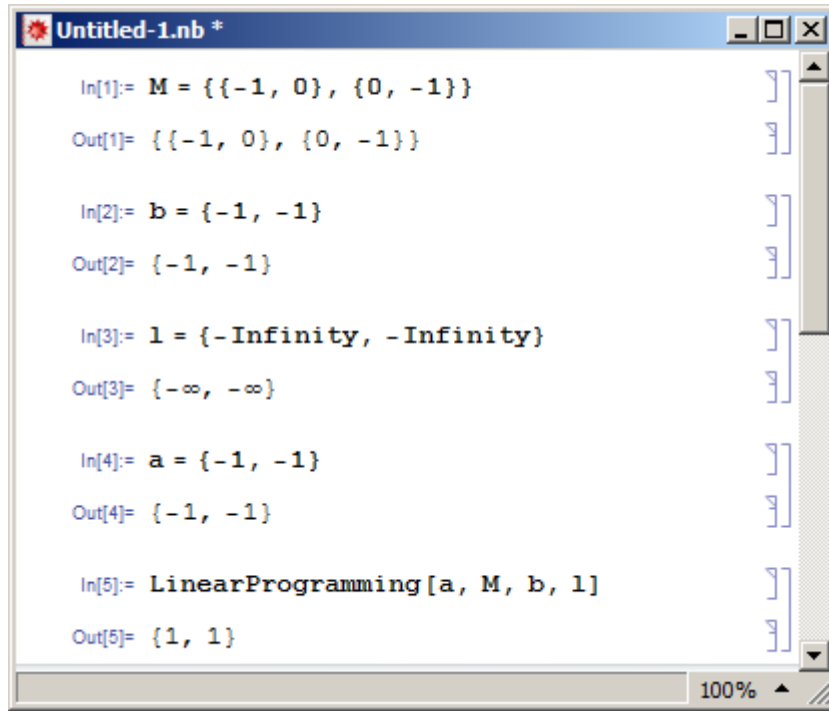 Untitled-1.nb *
In[1]:= M = {{-1, 0}, {0, -1}}
Out[1]= {{-1, 0}, {0, -1}}
In[2]:= b = {-1, -1}
Out[2]= {-1, -1}
In[3]:= l = {-Infinity, -Infinity}
Out[3]= {-∞, -∞}
In[4]:= a = {-1, -1}
Out[4]= {-1, -1}
In[5]:= LinearProgramming[a, M, b, l]
Out[5]= {1, 1}
100%